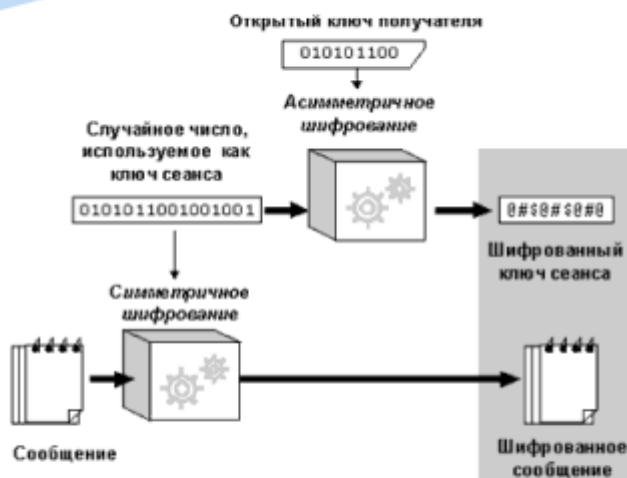 Открытый ключ получателя
010101100
Асимметричное
шифрование
Случайное число,
используемое как
ключ сеанса
0101011001001001
@#$@#$@#@
Шифрованный
ключ сеанса
Симметричное
шифрование
Сообщение
Шифрованное
сообщение